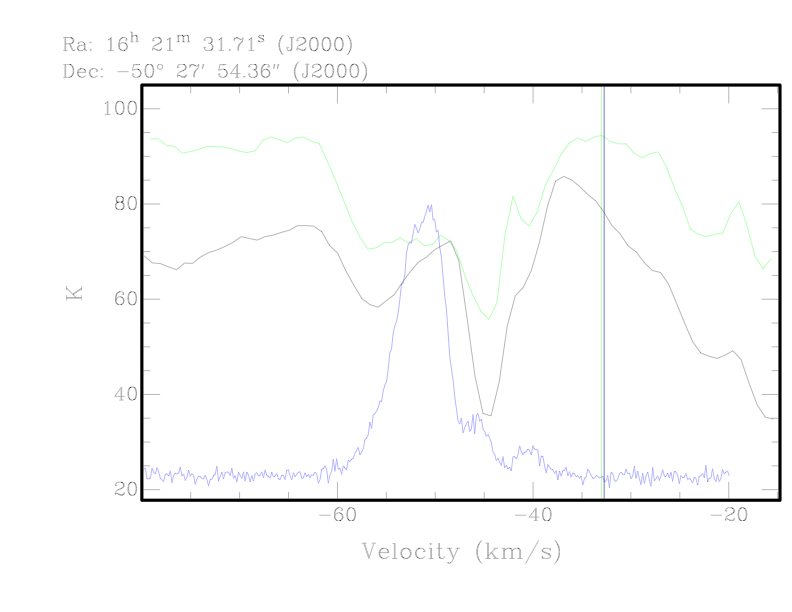 Ra: 16ʰ 21ᵐ 31.71ˢ (J2000)
Dec: −50° 27′ 54.36″ (J2000)
100
80
60
40
20
K
−60 −40 −20
Velocity (km/s)